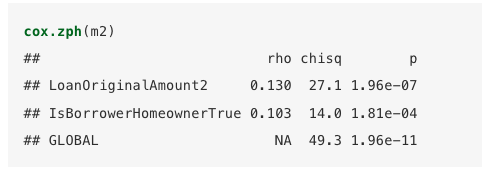 cox.zph(m2)
## rho chisq p
## LoanOriginalAmount2 0.130 27.1 1.96e-07
## IsBorrowerHomeownerTrue 0.103 14.0 1.81e-04
## GLOBAL NA 49.3 1.96e-11